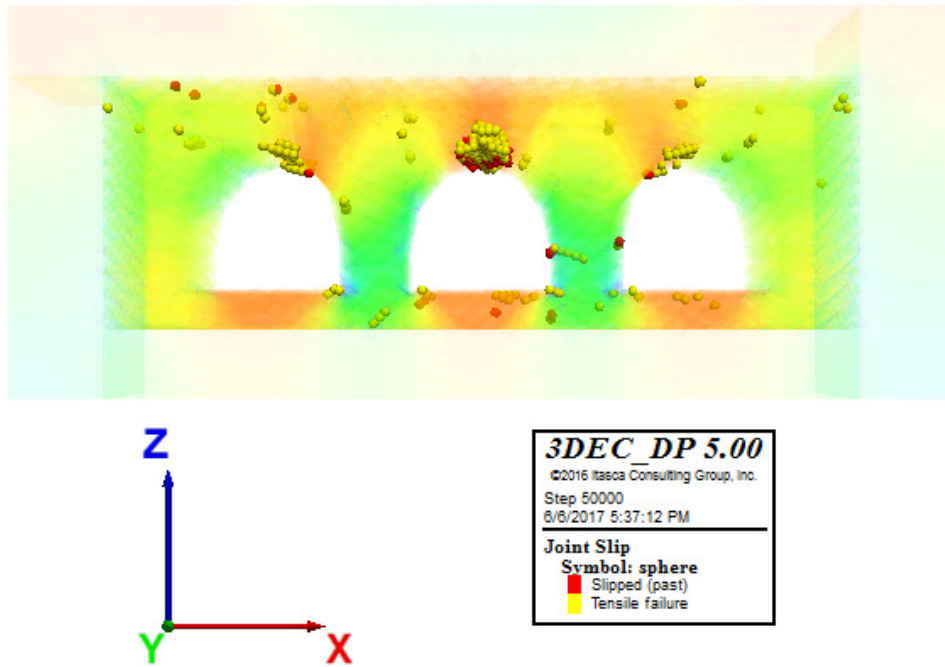 Z
Y
X
3DEC_DP 5.00
©2016 Itasca Consulting Group, Inc.
Step 50000
6/6/2017 5:37:12 PM
Joint Slip
Symbol: sphere
Slipped (past)
Tensile failure